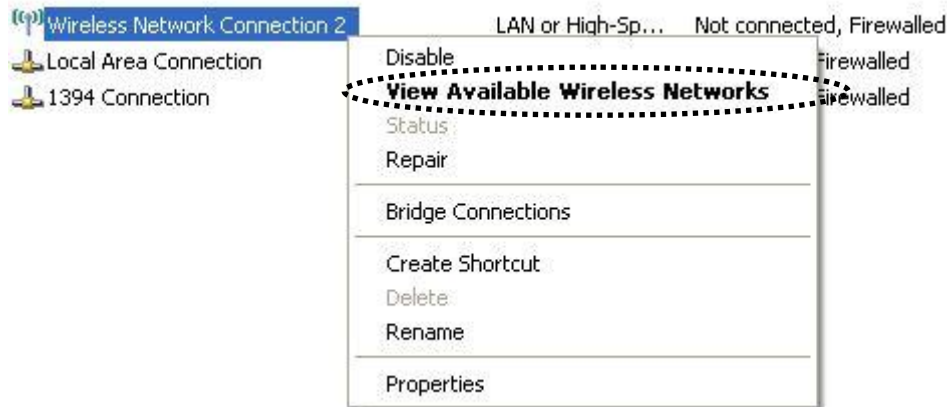 Wireless Network Connection 2 LAN or High-Sp... Not connected, Firewalled
Local Area Connection Disable Firewalled
1394 Connection View Available Wireless Networks Firewalled
Status
Repair
Bridge Connections
Create Shortcut
Delete
Rename
Properties